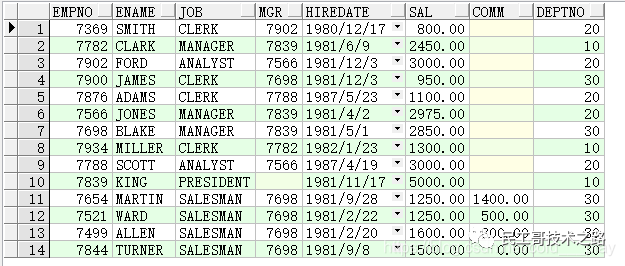 EMPNO ENAME JOB MGR HIREDATE SAL COMM DEPTNO
1 7369 SMITH CLERK 7902 1980/12/17 800.00 20
2 7782 CLARK MANAGER 7839 1981/6/9 2450.00 10
3 7902 FORD ANALYST 7566 1981/12/3 3000.00 20
4 7900 JAMES CLERK 7698 1981/12/3 950.00 30
5 7876 ADAMS CLERK 7788 1987/5/23 1100.00 20
6 7566 JONES MANAGER 7839 1981/4/2 2975.00 20
7 7698 BLAKE MANAGER 7839 1981/5/1 2850.00 30
8 7934 MILLER CLERK 7782 1982/1/23 1300.00 10
9 7788 SCOTT ANALYST 7566 1987/4/19 3000.00 20
10 7839 KING PRESIDENT 1981/11/17 5000.00 10
11 7654 MARTIN SALESMAN 7698 1981/9/28 1250.00 1400.00 30
12 7521 WARD SALESMAN 7698 1981/2/22 1250.00 500.00 30
13 7499 ALLEN SALESMAN 7698 1981/2/20 1600.00 30
14 7844 TURNER SALESMAN 7698 1981/9/8 1500.00 0.00 30
民工哥技术之路